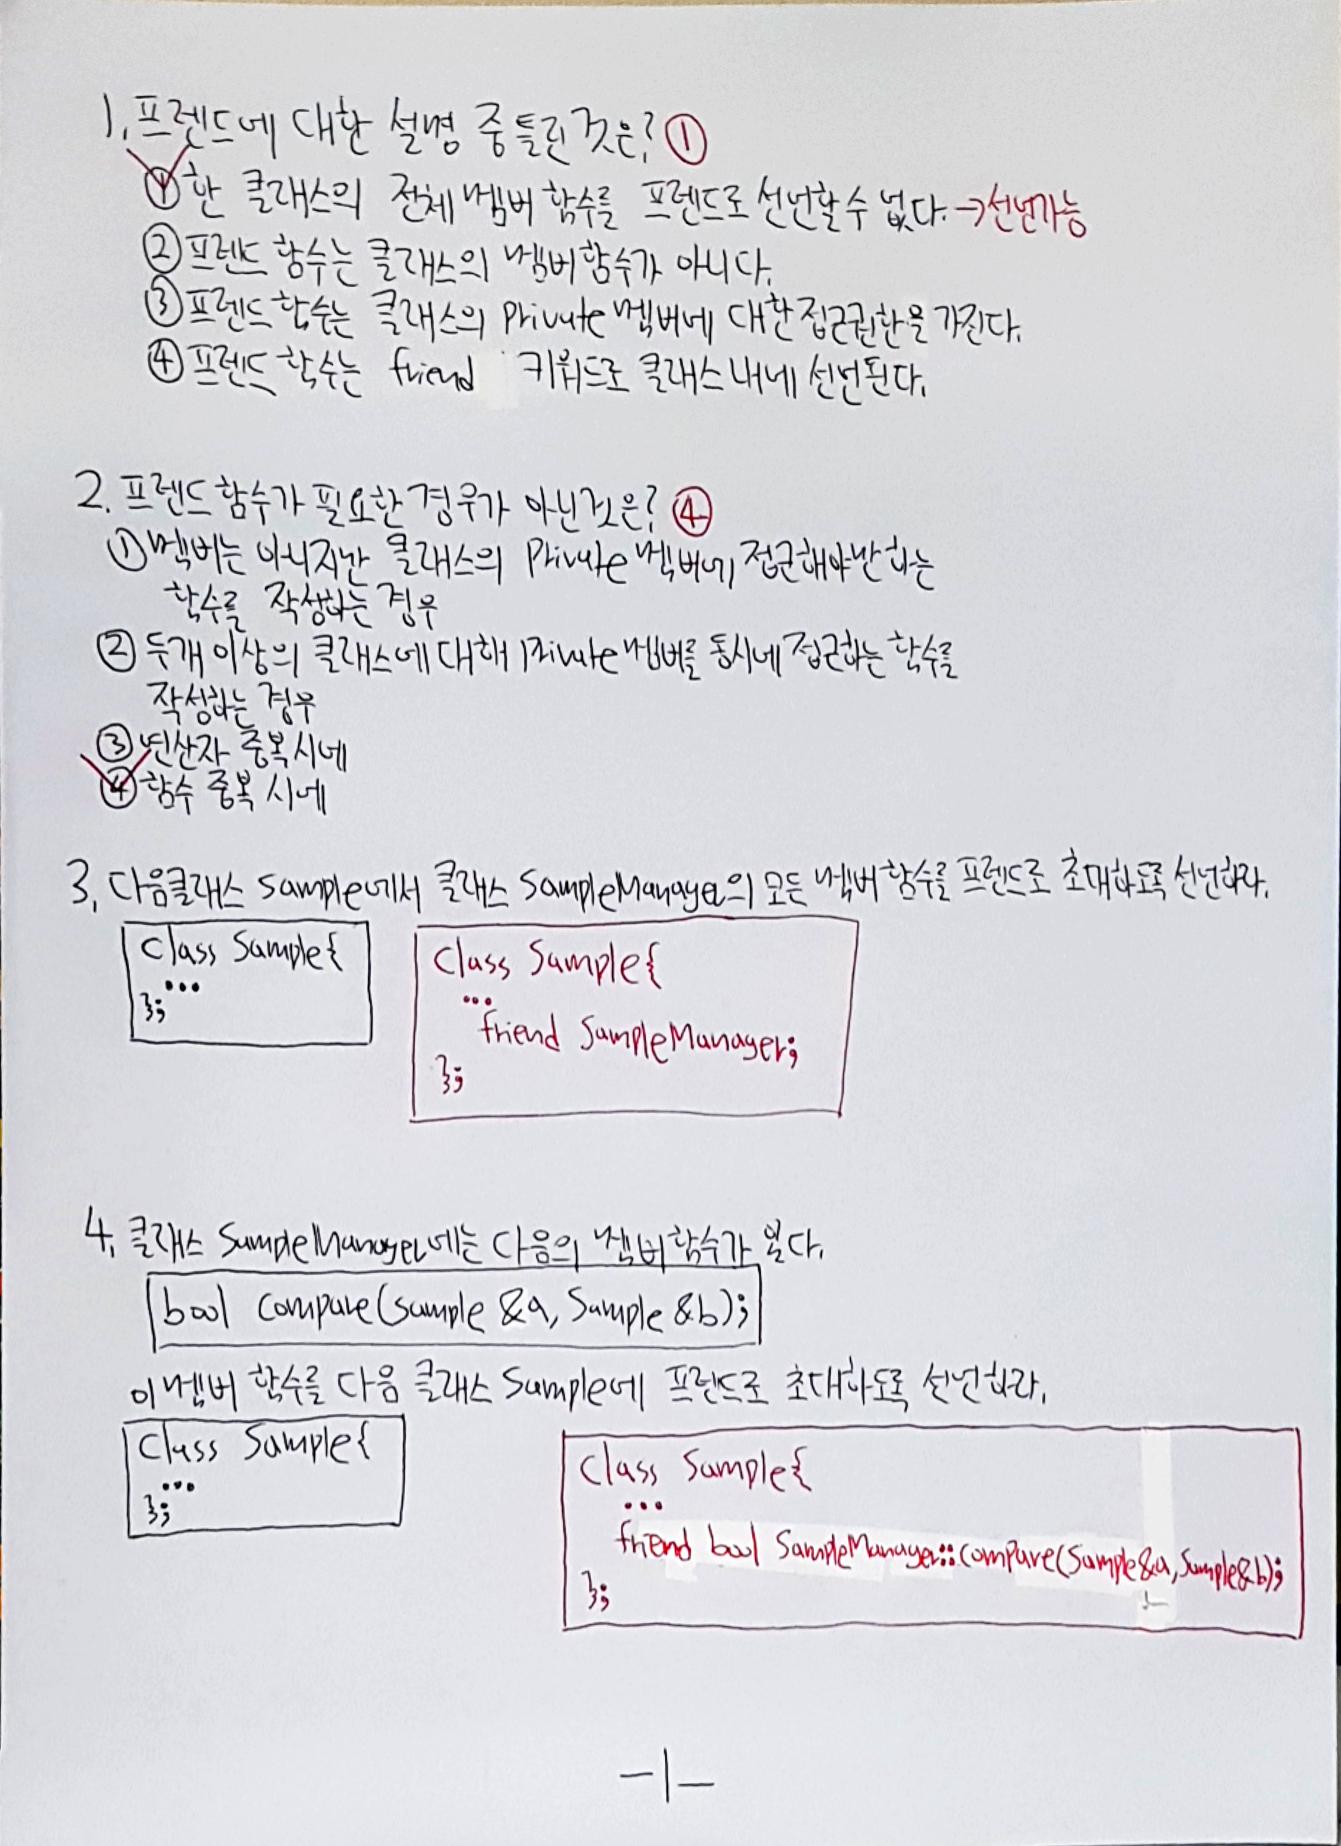 1. 프렌드에 대한 설명 중 틀린것은? ①
① 한 클래스의 전체 멤버 함수를 프렌드로 선언할 수 없다. → 선언가능
② 프렌드 함수는 클래스의 멤버함수가 아니다.
③ 프렌드 함수는 클래스의 private 멤버에 대한 접근권한을 가진다.
④ 프렌드 함수는 friend 키워드로 클래스 내에 선언된다.
2. 프렌드 함수가 필요한 경우가 아닌것은? ④
① 멤버는 아니지만 클래스의 private 멤버에 접근해야만 하는
함수를 작성하는 경우
② 두개 이상의 클래스에 대해 private 멤버를 동시에 접근하는 함수를
작성하는 경우
③ 연산자 중복시에
④ 함수 중복 시에
3. 다음클래스 Sample에서 클래스 SampleManager의 모든 멤버 함수를 프렌드로 초대하도록 선언하라.
class Sample{
...
};
class Sample{
...
friend SampleManager;
};
4. 클래스 SampleManager에는 다음의 멤버 함수가 있다.
bool compare(sample &a, Sample &b);
이 멤버 함수를 다음 클래스 Sample에 프렌드로 초대하도록 선언하라.
class Sample{
...
};
class Sample{
...
friend bool SampleManager::compare(Sample&a, Sample&b);
};
-1-